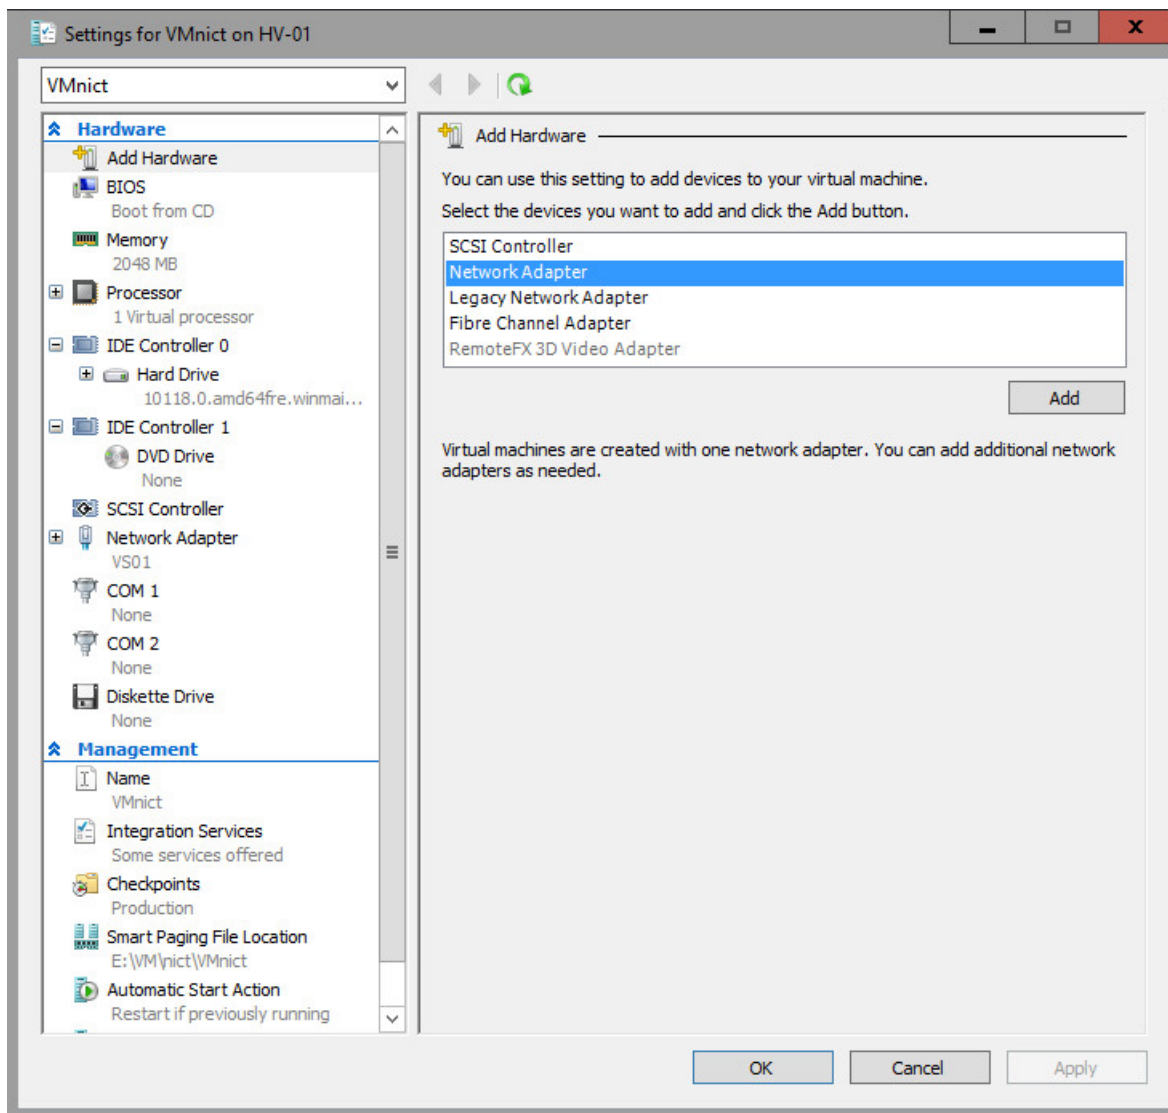 Settings for VMnict on HV-01
VMnict
Hardware
Add Hardware
BIOS
Boot from CD
Memory
2048 MB
Processor
1 Virtual processor
IDE Controller 0
Hard Drive
10118.0.amd64fre.winmai...
IDE Controller 1
DVD Drive
None
SCSI Controller
Network Adapter
VS01
COM 1
None
COM 2
None
Diskette Drive
None
Management
Name
VMnict
Integration Services
Some services offered
Checkpoints
Production
Smart Paging File Location
E:\VM\nict\VMnict
Automatic Start Action
Restart if previously running
Add Hardware
You can use this setting to add devices to your virtual machine.
Select the devices you want to add and click the Add button.
SCSI Controller
Network Adapter
Legacy Network Adapter
Fibre Channel Adapter
RemoteFX 3D Video Adapter
Add
Virtual machines are created with one network adapter. You can add additional network
adapters as needed.
OK
Cancel
Apply